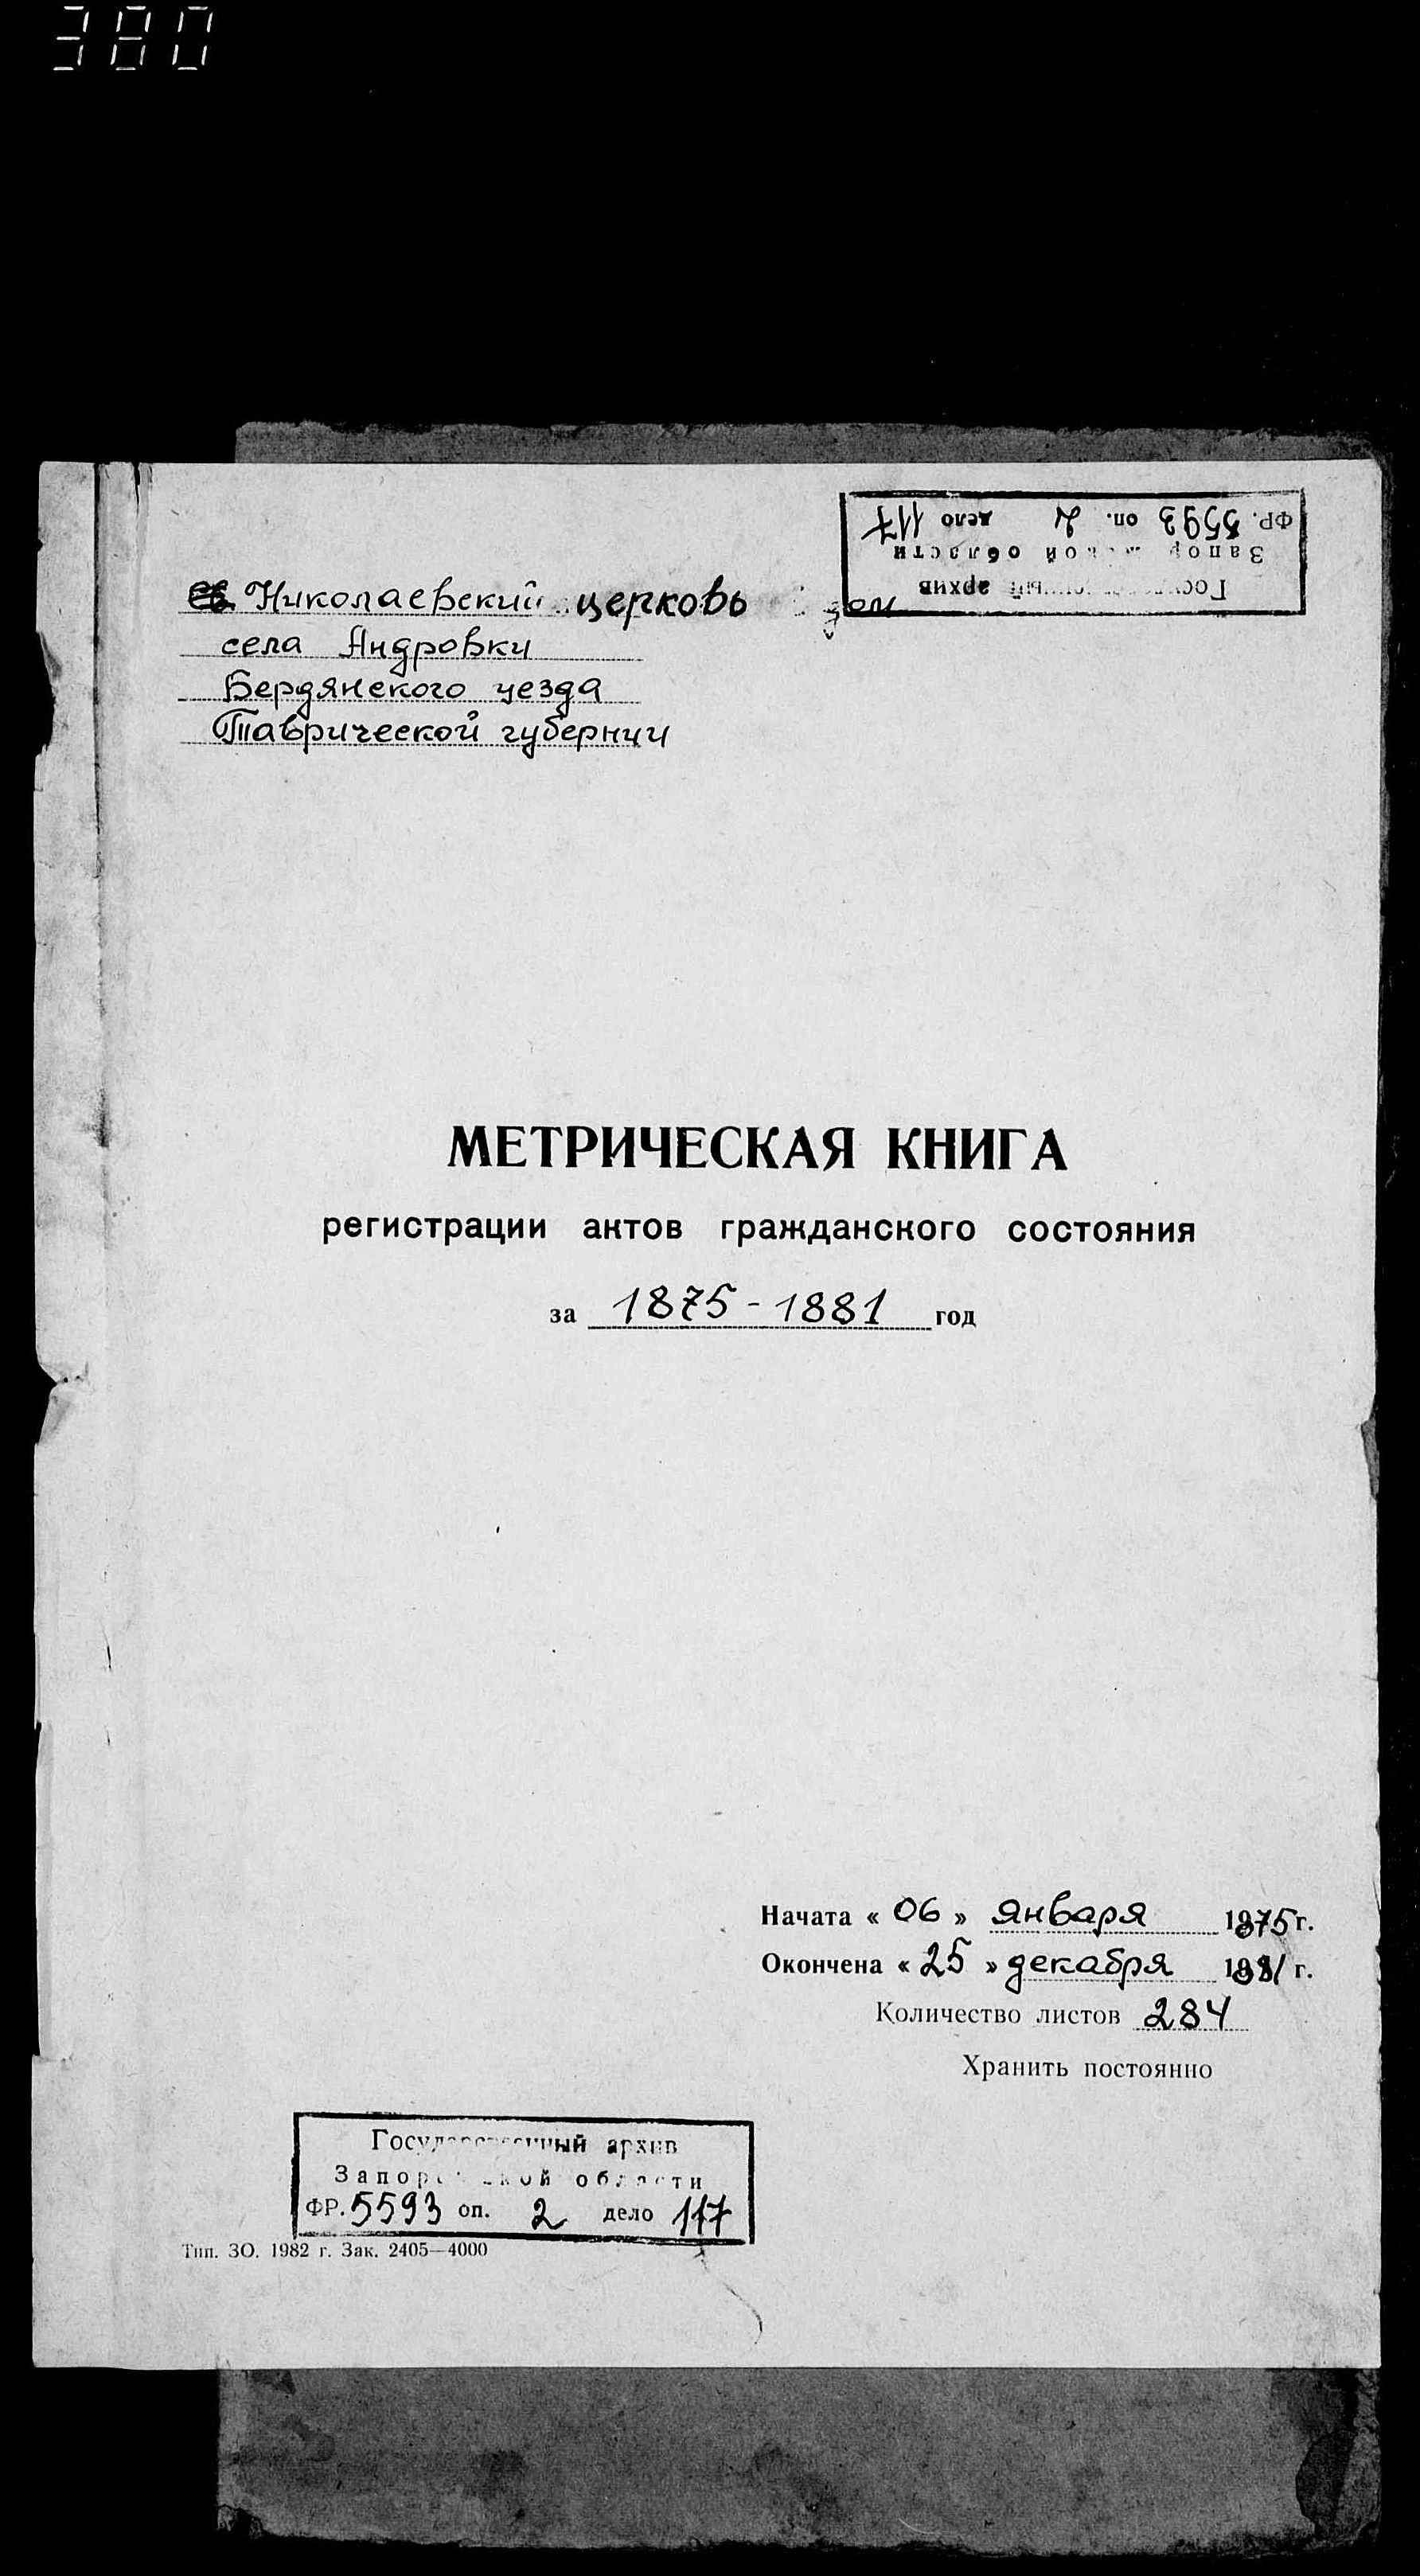 380
ФР. 5593 оп. 2 дело 117
области
архив
Николаевский церковь
села Андровки
Бердянского уезда
Таврической губернии
МЕТРИЧЕСКАЯ КНИГА
регистрации актов гражданского состояния
за 1875-1881 год
Начата « 06 » января 1875 г.
Окончена « 25 » декабря 1881 г.
Количество листов 284
Хранить постоянно
Государственный архив
Запорожской области
ФР. 5593 оп. 2 дело 117
Тип. ЗО. 1982 г. Зак. 2405—4000